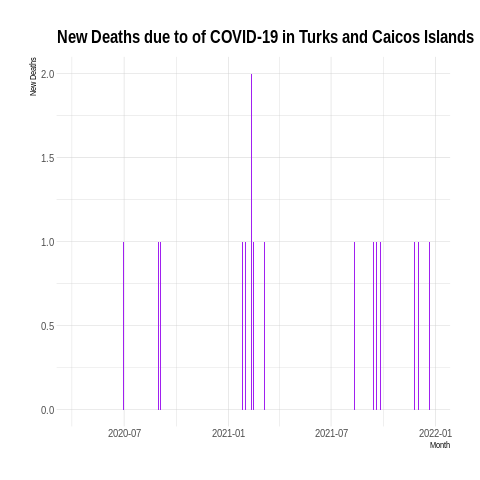 New Deaths due to of COVID-19 in Turks and Caicos Islands
New Deaths
2.0
1.5
1.0
0.5
0.0
2020-07 2021-01 2021-07 2022-01
Month